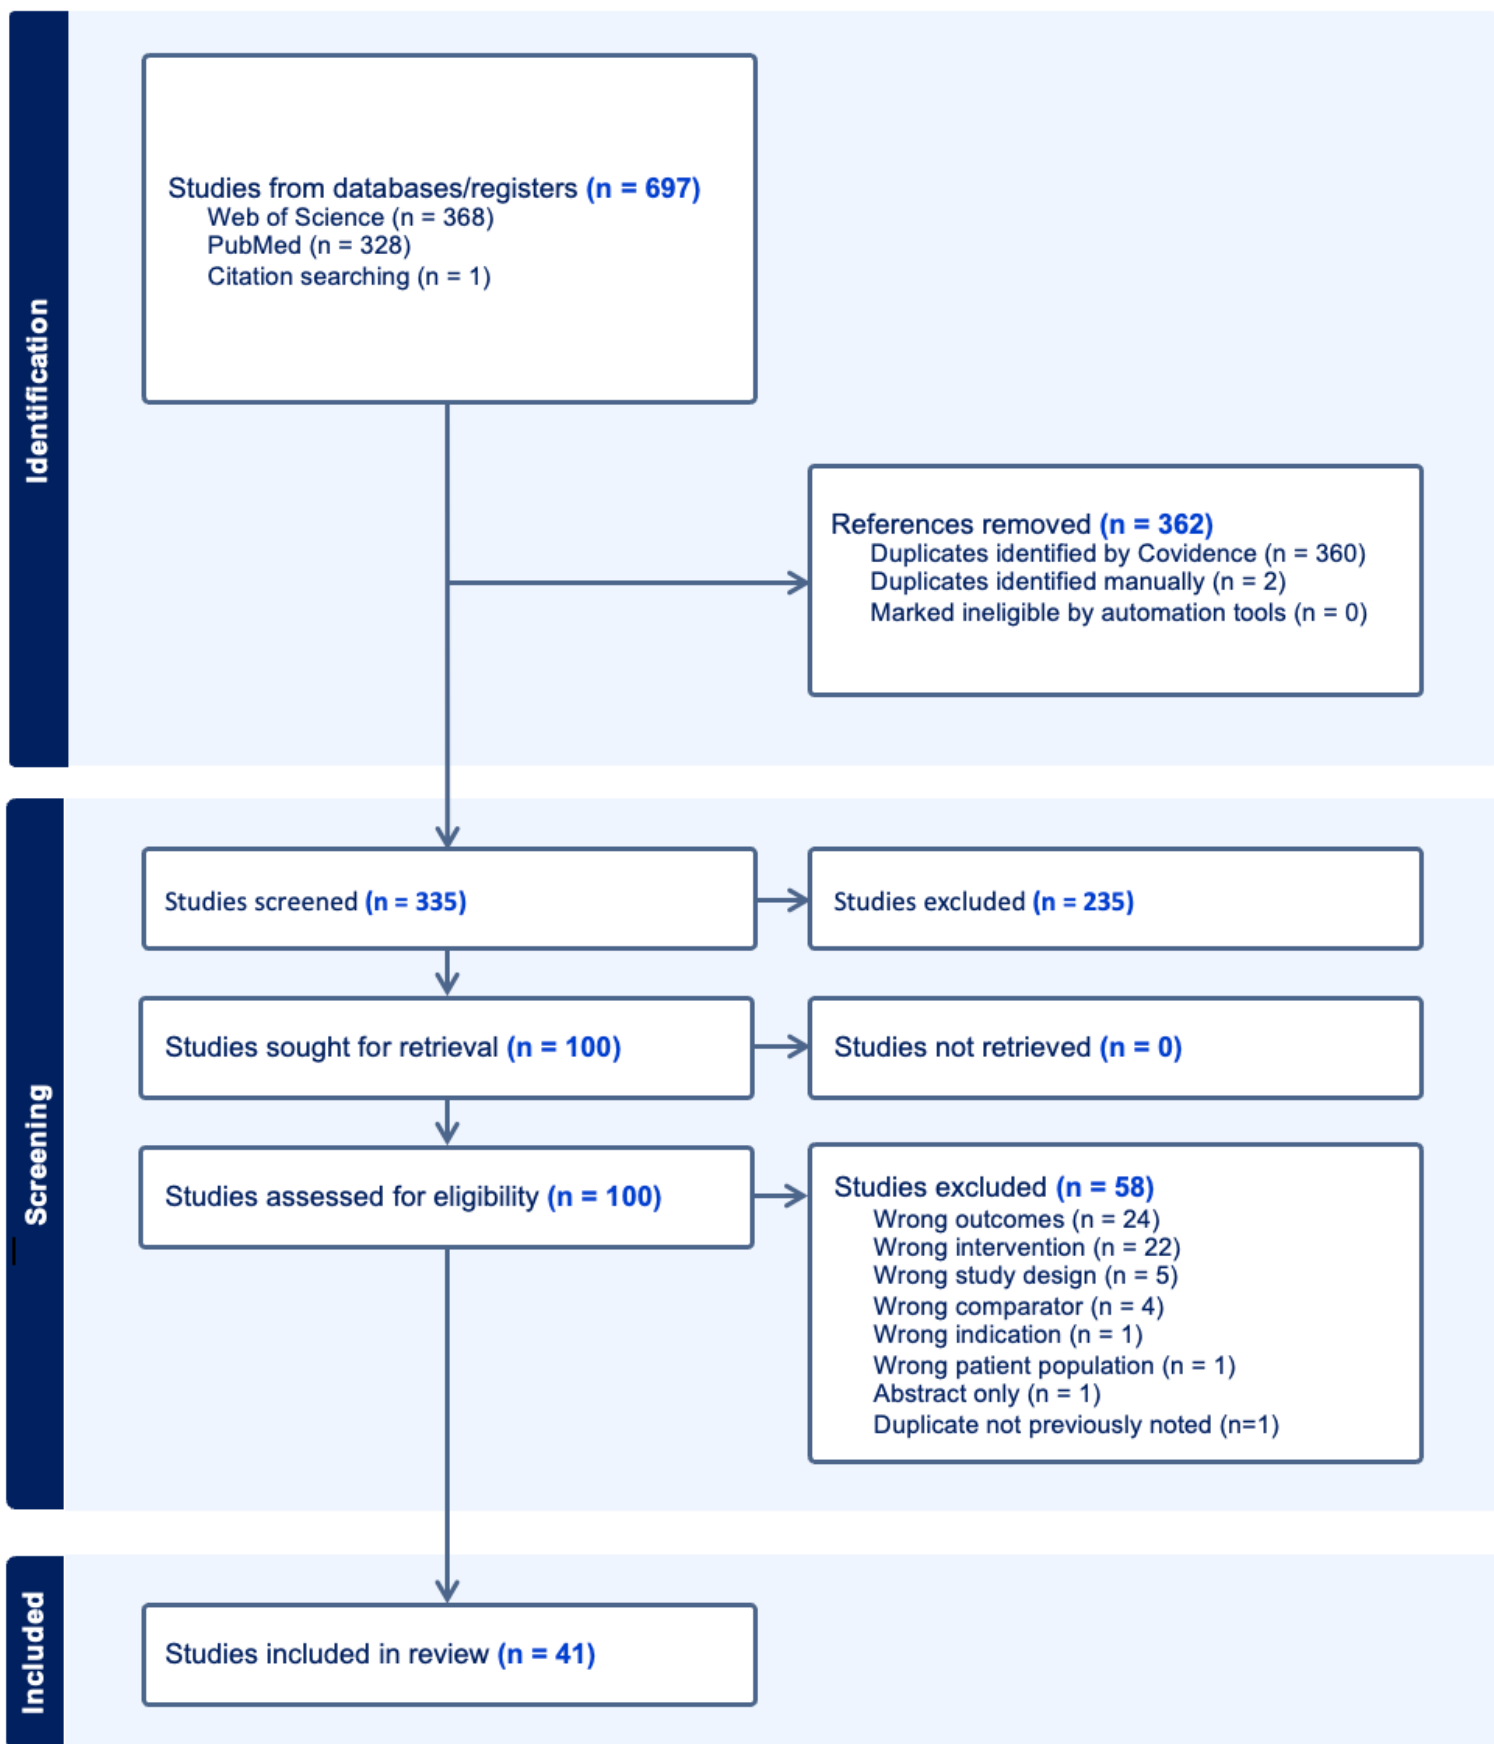 Identification
Studies from databases/registers (n = 697)
Web of Science (n = 368)
PubMed (n = 328)
Citation searching (n = 1)
References removed (n = 362)
Duplicates identified by Covidence (n = 360)
Duplicates identified manually (n = 2)
Marked ineligible by automation tools (n = 0)
Screening
Studies screened (n = 335)
Studies excluded (n = 235)
Studies sought for retrieval (n = 100)
Studies not retrieved (n = 0)
Studies assessed for eligibility (n = 100)
Studies excluded (n = 58)
Wrong outcomes (n = 24)
Wrong intervention (n = 22)
Wrong study design (n = 5)
Wrong comparator (n = 4)
Wrong indication (n = 1)
Wrong patient population (n = 1)
Abstract only (n = 1)
Duplicate not previously noted (n=1)
Included
Studies included in review (n = 41)